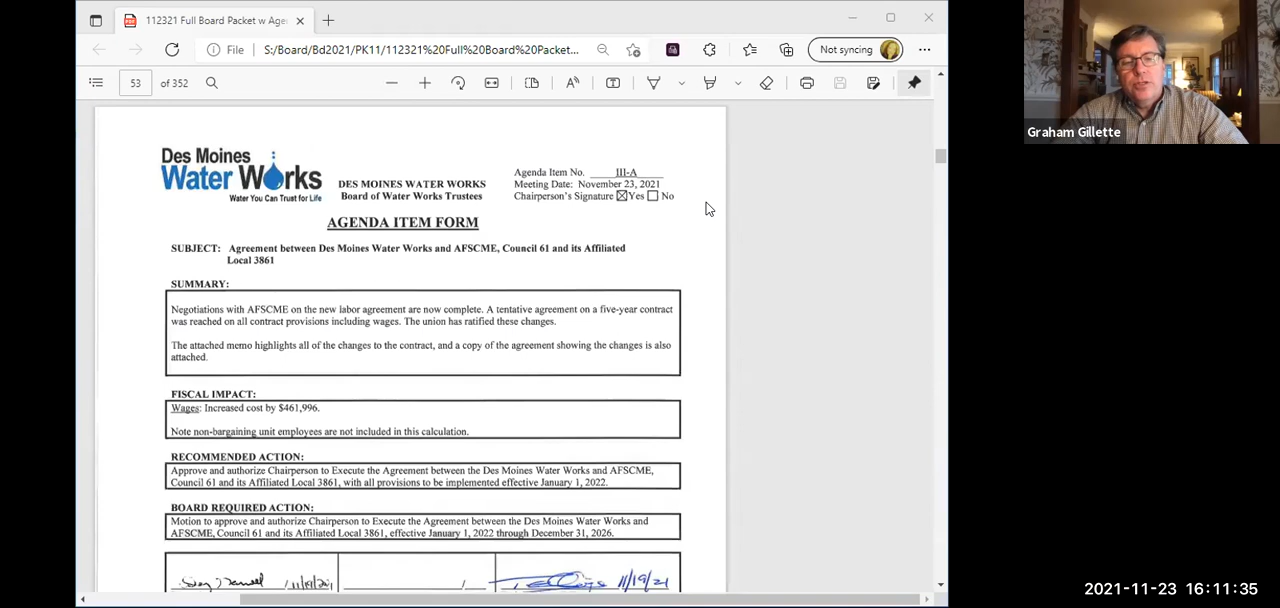 112321 Full Board Packet w Age
File S:/Board/Bd2021/PK11/112321%20Full%20Board%20Packet...
Not syncing
53 of 352
Graham Gillette
Des Moines
Water Works
Water You Can Trust for Life
DES MOINES WATER WORKS
Board of Water Works Trustees
Agenda Item No. III-A
Meeting Date: November 23, 2021
Chairperson's Signature ☒Yes ☐ No
AGENDA ITEM FORM
SUBJECT: Agreement between Des Moines Water Works and AFSCME, Council 61 and its Affiliated
Local 3861
SUMMARY:
Negotiations with AFSCME on the new labor agreement are now complete. A tentative agreement on a five-year contract
was reached on all contract provisions including wages. The union has ratified these changes.
The attached memo highlights all of the changes to the contract, and a copy of the agreement showing the changes is also
attached.
FISCAL IMPACT:
Wages: Increased cost by $461,996.
Note non-bargaining unit employees are not included in this calculation.
RECOMMENDED ACTION:
Approve and authorize Chairperson to Execute the Agreement between the Des Moines Water Works and AFSCME,
Council 61 and its Affiliated Local 3861, with all provisions to be implemented effective January 1, 2022.
BOARD REQUIRED ACTION:
Motion to approve and authorize Chairperson to Execute the Agreement between the Des Moines Water Works and
AFSCME, Council 61 and its Affiliated Local 3861, effective January 1, 2022 through December 31, 2026.
11/19/21
2021-11-23 16:11:35